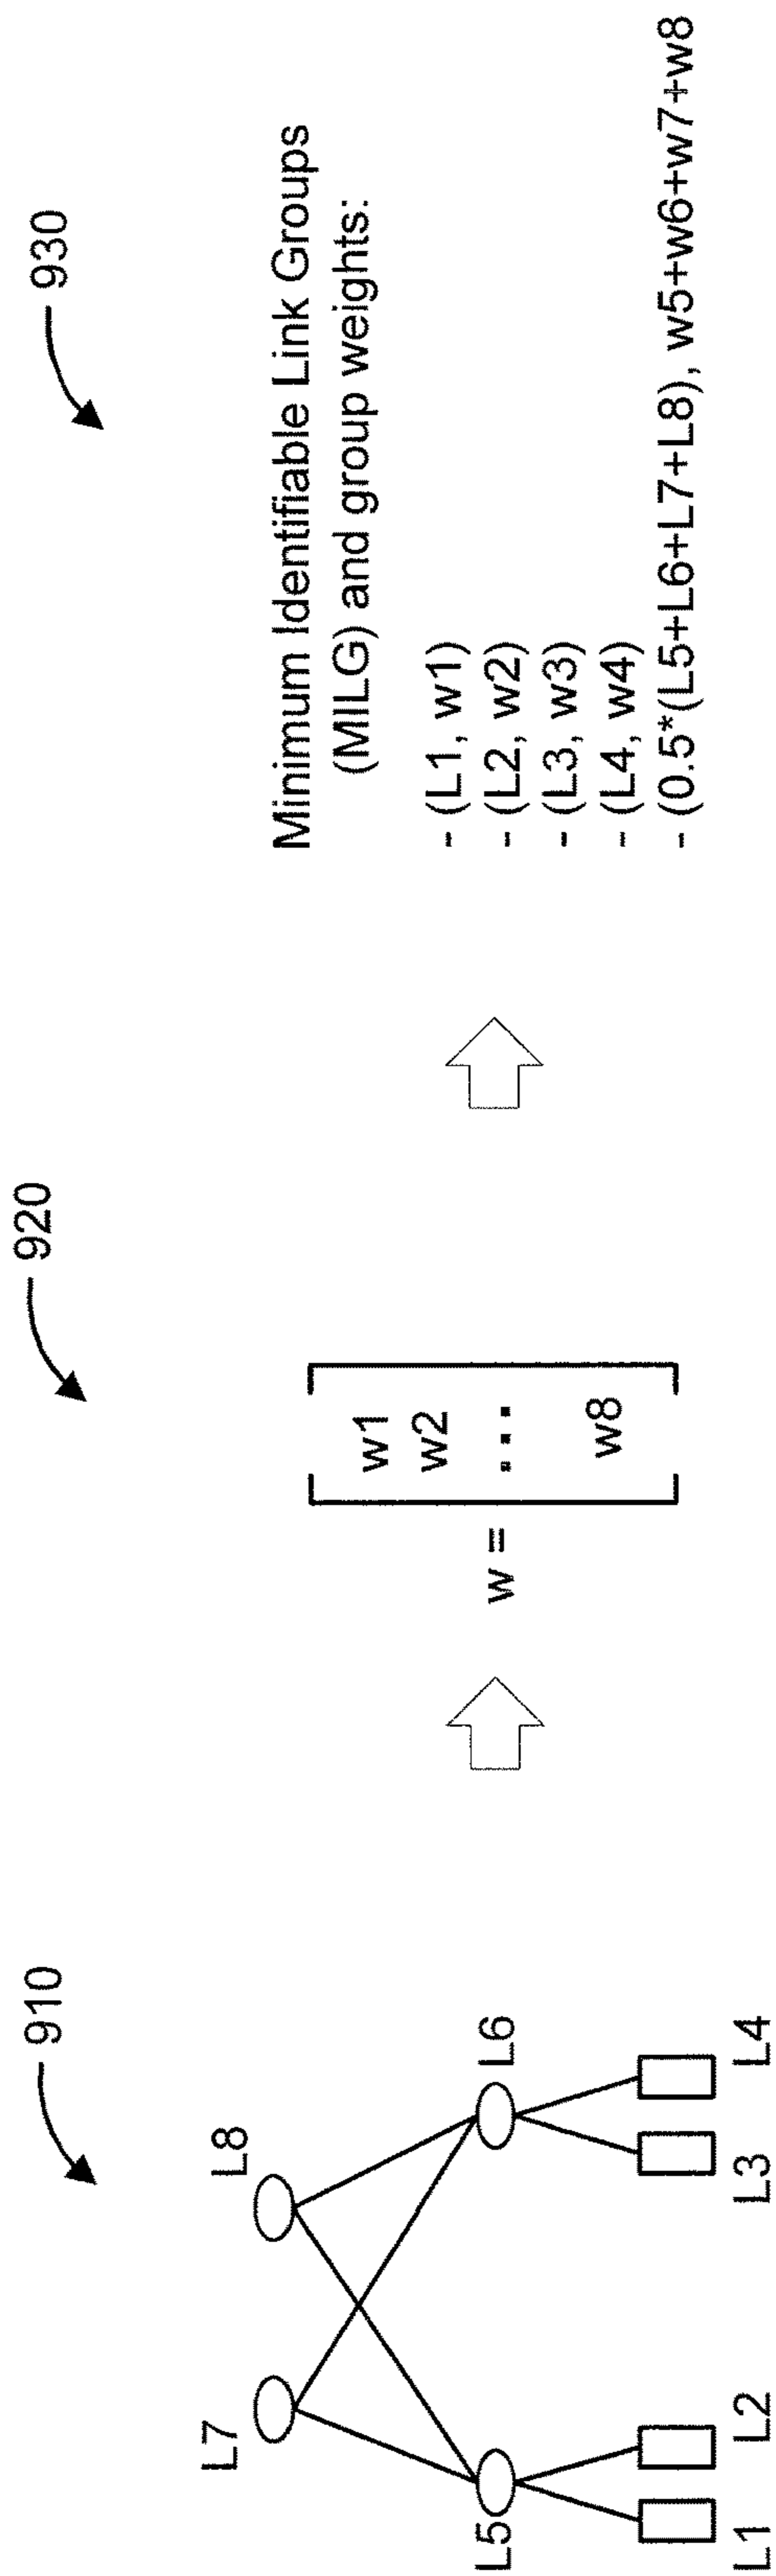 910
L7
L8
L5
L6
L1
L2
L3
L4
920
w =
w1
w2
...
w8
930
Minimum Identifiable Link Groups
(MILG) and group weights:
- (L1, w1)
- (L2, w2)
- (L3, w3)
- (L4, w4)
- (0.5*(L5+L6+L7+L8), w5+w6+w7+w8